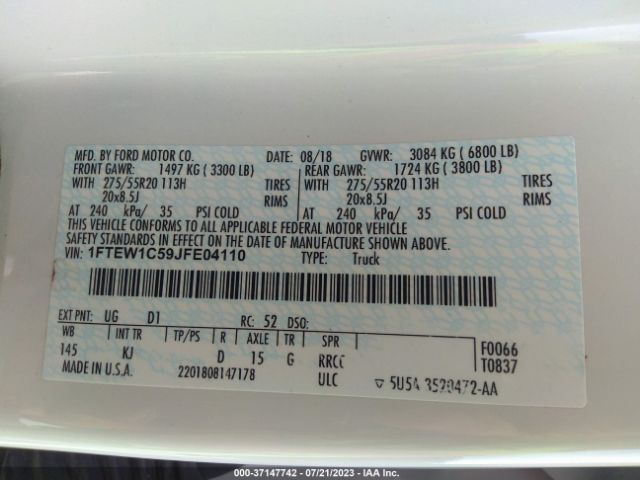 MFD. BY FORD MOTOR CO. DATE: 08/18 GVWR: 3084 KG ( 6800 LB)
FRONT GAWR: 1497 KG ( 3300 LB) REAR GAWR: 1724 KG ( 3800 LB)
WITH 275/55R20 113H TIRES WITH 275/55R20 113H TIRES
20x8.5J RIMS 20x8.5J RIMS
AT 240 kPa/ 35 PSI COLD AT 240 kPa/ 35 PSI COLD
THIS VEHICLE CONFORMS TO ALL APPLICABLE FEDERAL MOTOR VEHICLE
SAFETY STANDARDS IN EFFECT ON THE DATE OF MANUFACTURE SHOWN ABOVE.
VIN: 1FTEW1C59JFE04110 TYPE: Truck
EXT PNT: UG D1 RC: 52 DSO:
WB INT TR TP/PS R AXLE TR SPR
145 KJ D 15 G
F0066
T0837
MADE IN U.S.A. 2201808147178 ULC
000-37147742 / 07/21/2023 - IAA Inc.